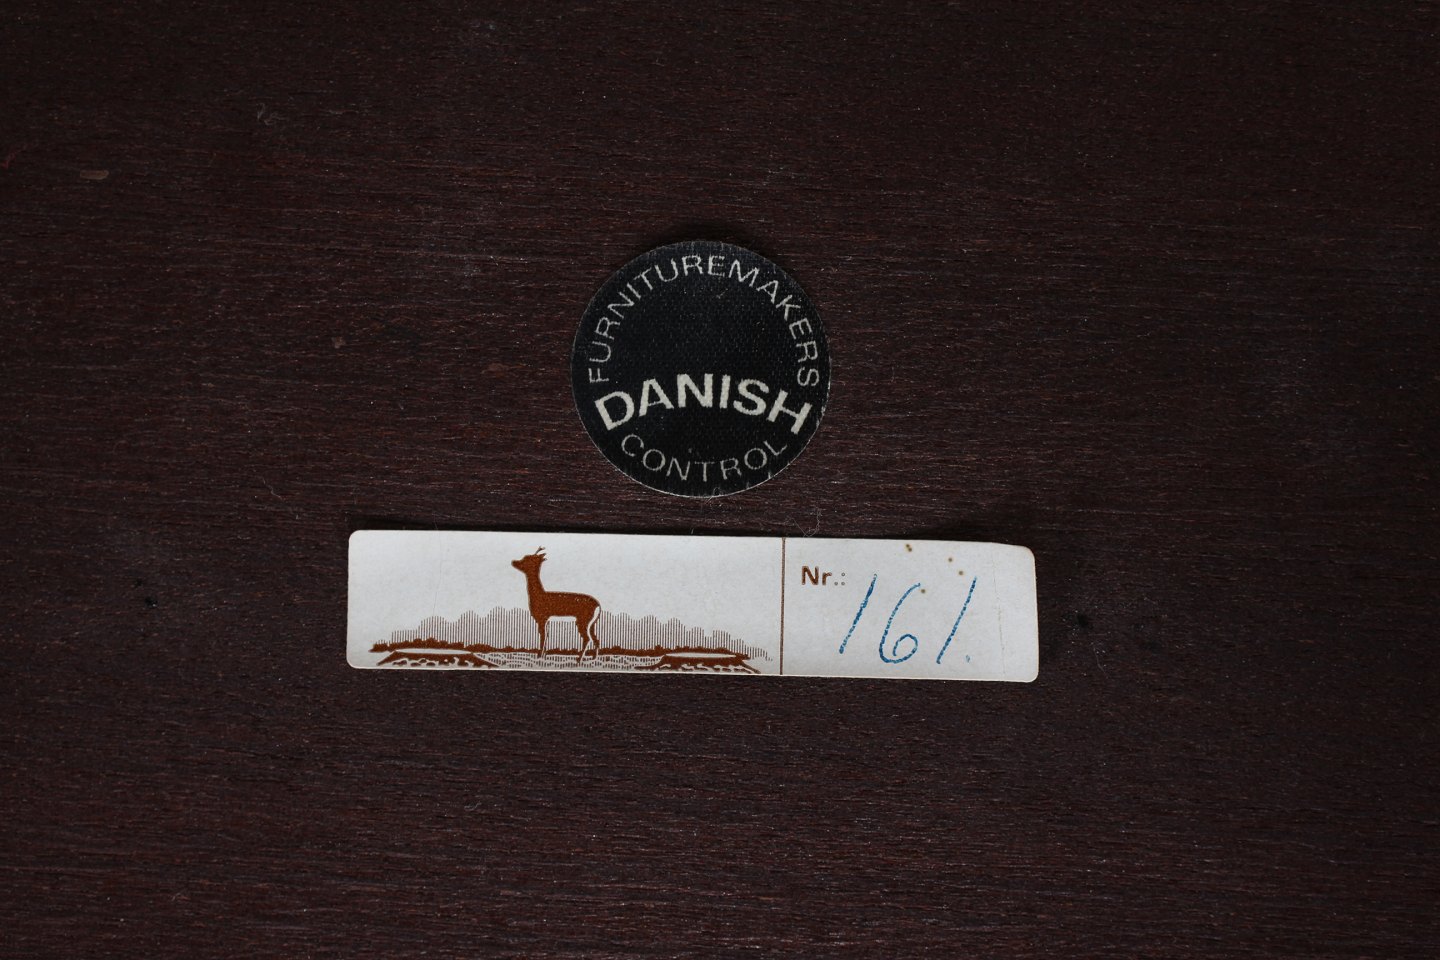 FURNITUREMAKERS
DANISH
CONTROL
Nr.: 161.